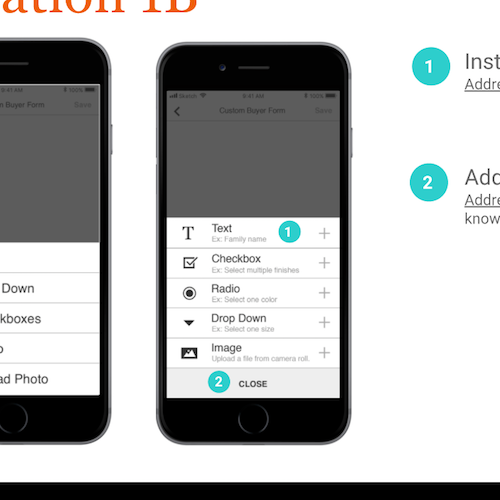 ation 1B
9:41 AM
100%
Buyer Form
Save
Down
kboxes
ad Photo
Sketch
9:41 AM
100%
Custom Buyer Form
Save
T
Text
Ex: Family name
1
Checkbox
Ex: Select multiple finishes
Radio
Ex: Select one color
Drop Down
Ex: Select one size
Image
Upload a file from camera roll.
2
CLOSE
1
Inst
Addre
2
Add
Addre
know